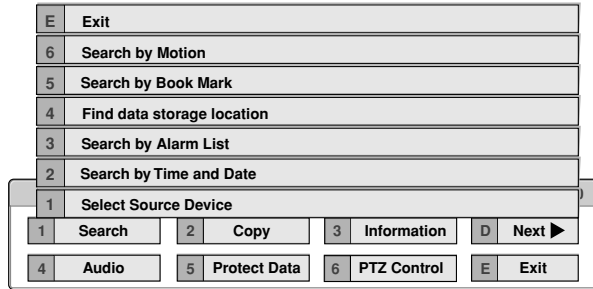 E Exit
6 Search by Motion
5 Search by Book Mark
4 Find data storage location
3 Search by Alarm List
2 Search by Time and Date
1 Select Source Device
1 Search 2 Copy 3 Information D Next ▶
4 Audio 5 Protect Data 6 PTZ Control E Exit